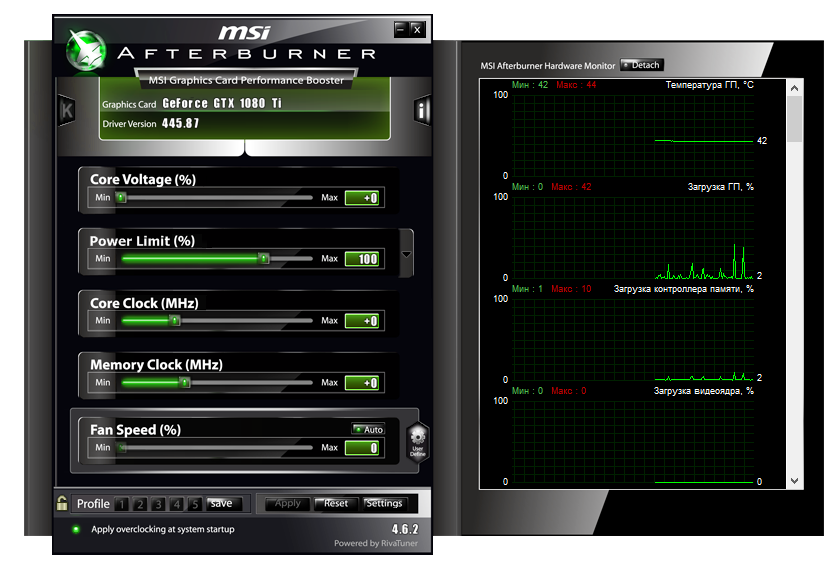 msi
AFTERBURNER
MSI Graphics Card Performance Booster
K
i
Graphics Card GeForce GTX 1080 Ti
Driver Version 445.87
Core Voltage (%)
Min Max +0
Power Limit (%)
Min Max 100
Core Clock (MHz)
Min Max +0
Memory Clock (MHz)
Min Max +0
Fan Speed (%) Auto
Min Max 0
User Define
Profile 1 2 3 4 5 save Apply Reset Settings
Apply overclocking at system startup 4.6.2
Powered by RivaTuner
MSI Afterburner Hardware Monitor Detach
Мин : 42 Макс : 44 Температура ГП, °C
100
42
0
Мин : 0 Макс : 42 Загрузка ГП, %
100
2
0
Мин : 1 Макс : 10 Загрузка контроллера памяти, %
100
2
0
Мин : 0 Макс : 0 Загрузка видеоядра, %
100
0 0